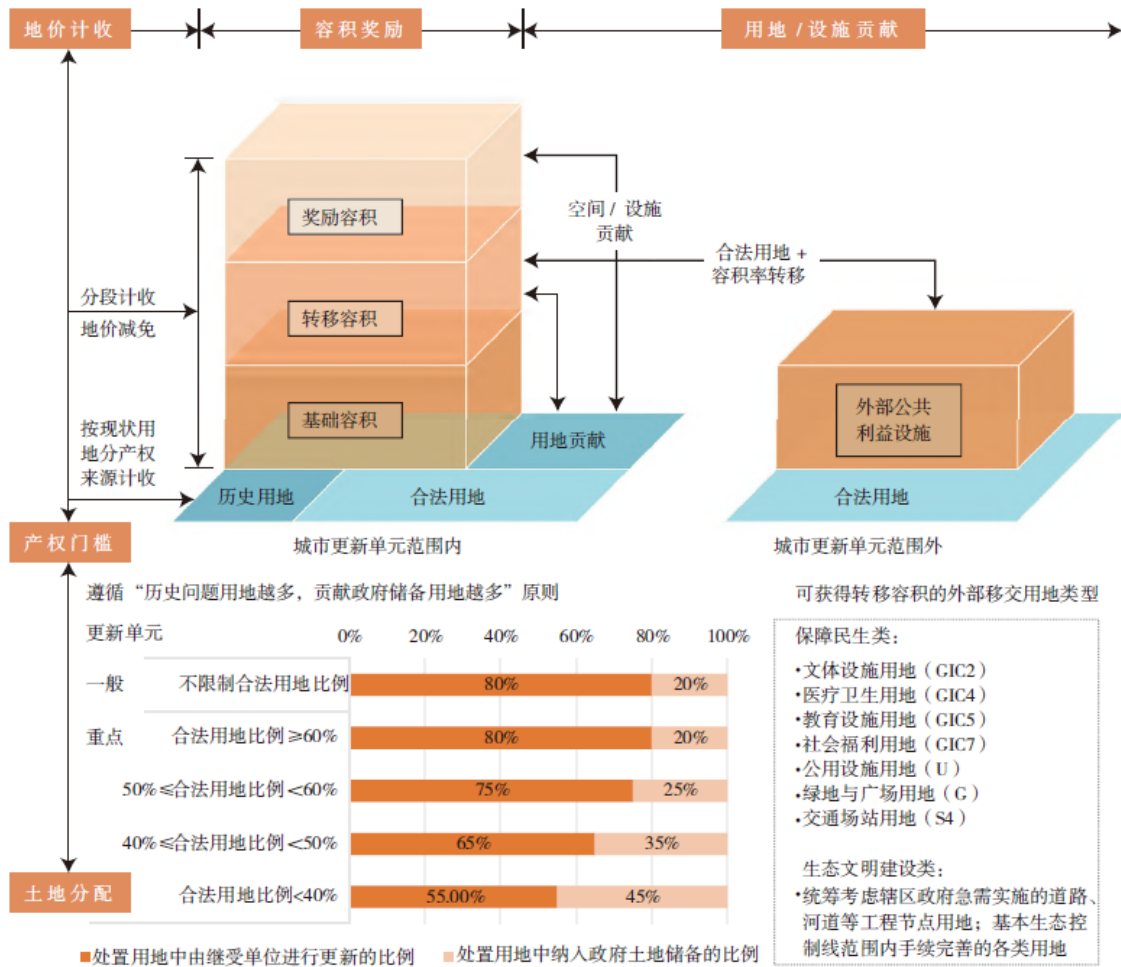 地价计收
容积奖励
用地/设施贡献
奖励容积
空间/设施
贡献
合法用地+
容积率转移
分段计收
地价减免
转移容积
基础容积
外部公共
利益设施
按现状用
地分产权
来源计收
用地贡献
历史用地
合法用地
合法用地
产权门槛
城市更新单元范围内
城市更新单元范围外
遵循“历史问题用地越多，贡献政府储备用地越多”原则
可获得转移容积的外部移交用地类型
更新单元
0% 20% 40% 60% 80% 100%
一般 不限制合法用地比例 80% 20%
重点 合法用地比例≥60% 80% 20%
50%≤合法用地比例<60% 75% 25%
40%≤合法用地比例<50% 65% 35%
合法用地比例<40% 55.00% 45%
土地分配
■处置用地中由继受单位进行更新的比例 ■处置用地中纳入政府土地储备的比例
保障民生类：
•文体设施用地（GIC2）
•医疗卫生用地（GIC4）
•教育设施用地（GIC5）
•社会福利用地（GIC7）
•公用设施用地（U）
•绿地与广场用地（G）
•交通场站用地（S4）
生态文明建设类：
•统筹考虑辖区政府急需实施的道路、
河道等工程节点用地；基本生态控
制线范围内手续完善的各类用地